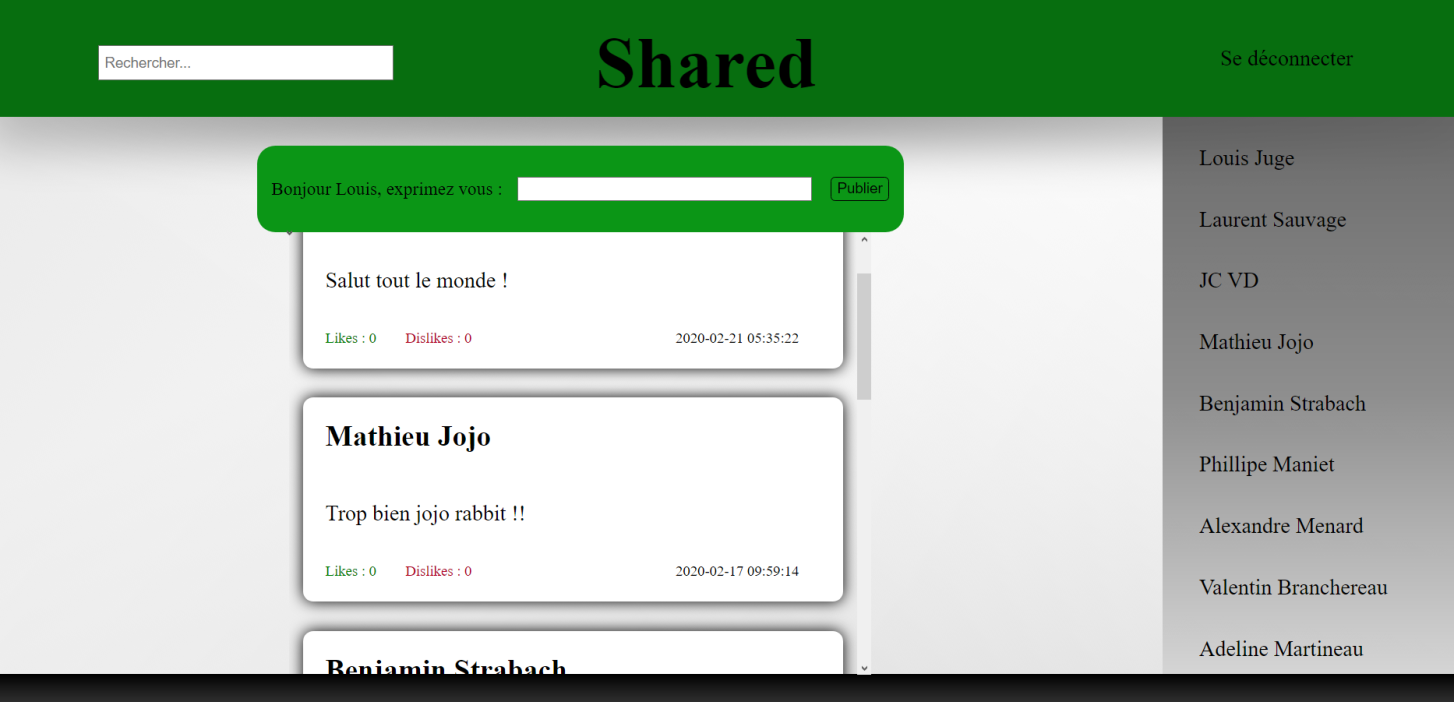 Rechercher...
Shared
Se déconnecter
Bonjour Louis, exprimez vous :
Publier
Salut tout le monde !
Likes : 0 Dislikes : 0 2020-02-21 05:35:22
Mathieu Jojo
Trop bien jojo rabbit !!
Likes : 0 Dislikes : 0 2020-02-17 09:59:14
Benjamin Strabach
Louis Juge
Laurent Sauvage
JC VD
Mathieu Jojo
Benjamin Strabach
Phillipe Maniet
Alexandre Menard
Valentin Branchereau
Adeline Martineau